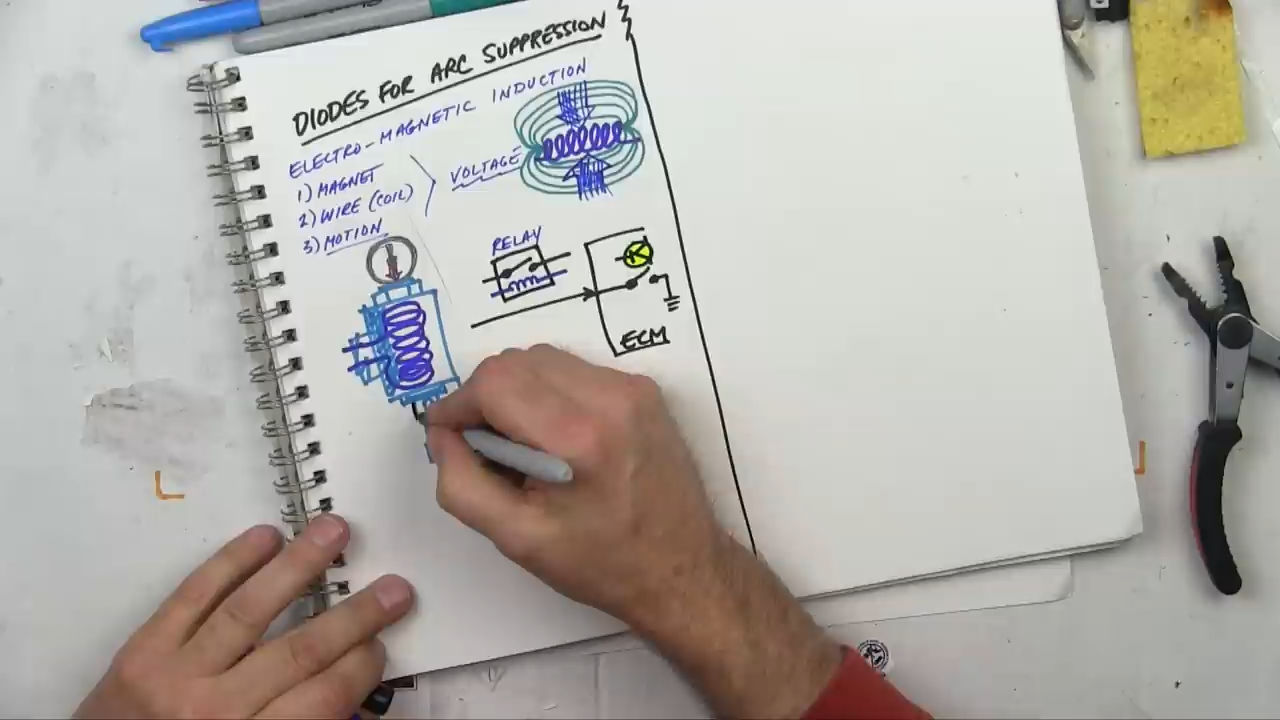 DIODES FOR ARC SUPPRESSION
ELECTRO-MAGNETIC INDUCTION
1) MAGNET
2) WIRE (COIL)
3) MOTION
VOLTAGE
RELAY
K
ECM